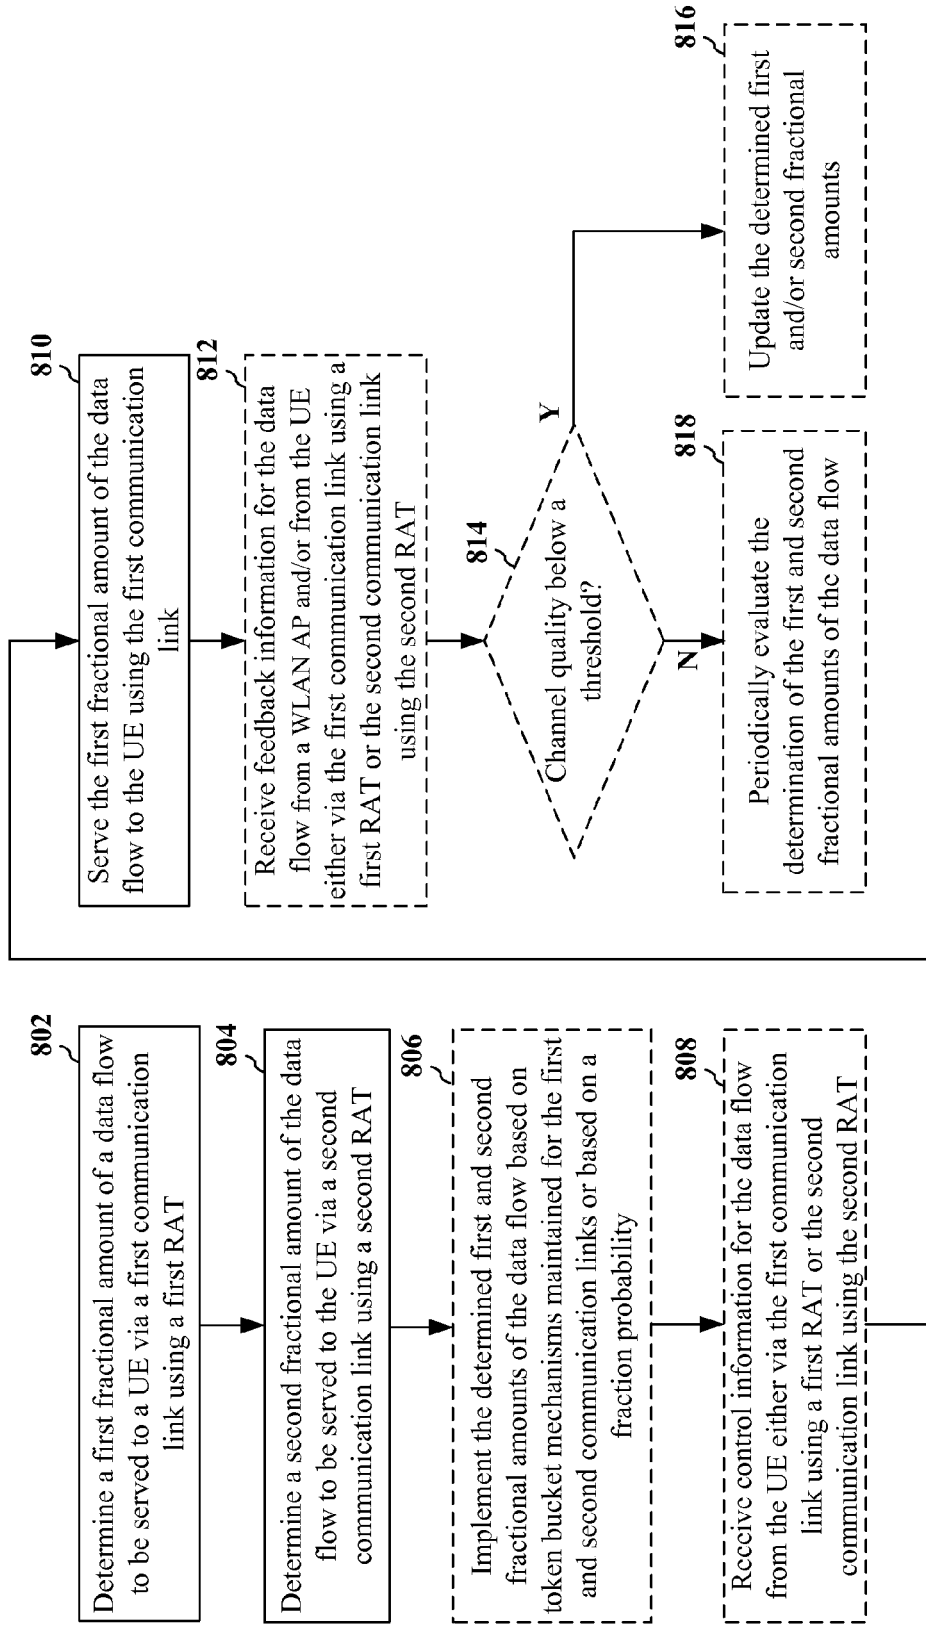 802
Determine a first fractional amount of a data flow
to be served to a UE via a first communication
link using a first RAT
804
Determine a second fractional amount of the data
flow to be served to the UE via a second
communication link using a second RAT
806
Implement the determined first and second
fractional amounts of the data flow based on
token bucket mechanisms maintained for the first
and second communication links or based on a
fraction probability
808
Receive control information for the data flow
from the UE either via the first communication
link using a first RAT or the second
communication link using the second RAT
810
Serve the first fractional amount of the data
flow to the UE using the first communication
link
812
Receive feedback information for the data
flow from a WLAN AP and/or from the UE
either via the first communication link using a
first RAT or the second communication link
using the second RAT
814
Channel quality below a
threshold?
Y
N
816
Update the determined first
and/or second fractional
amounts
818
Periodically evaluate the
determination of the first and second
fractional amounts of the data flow